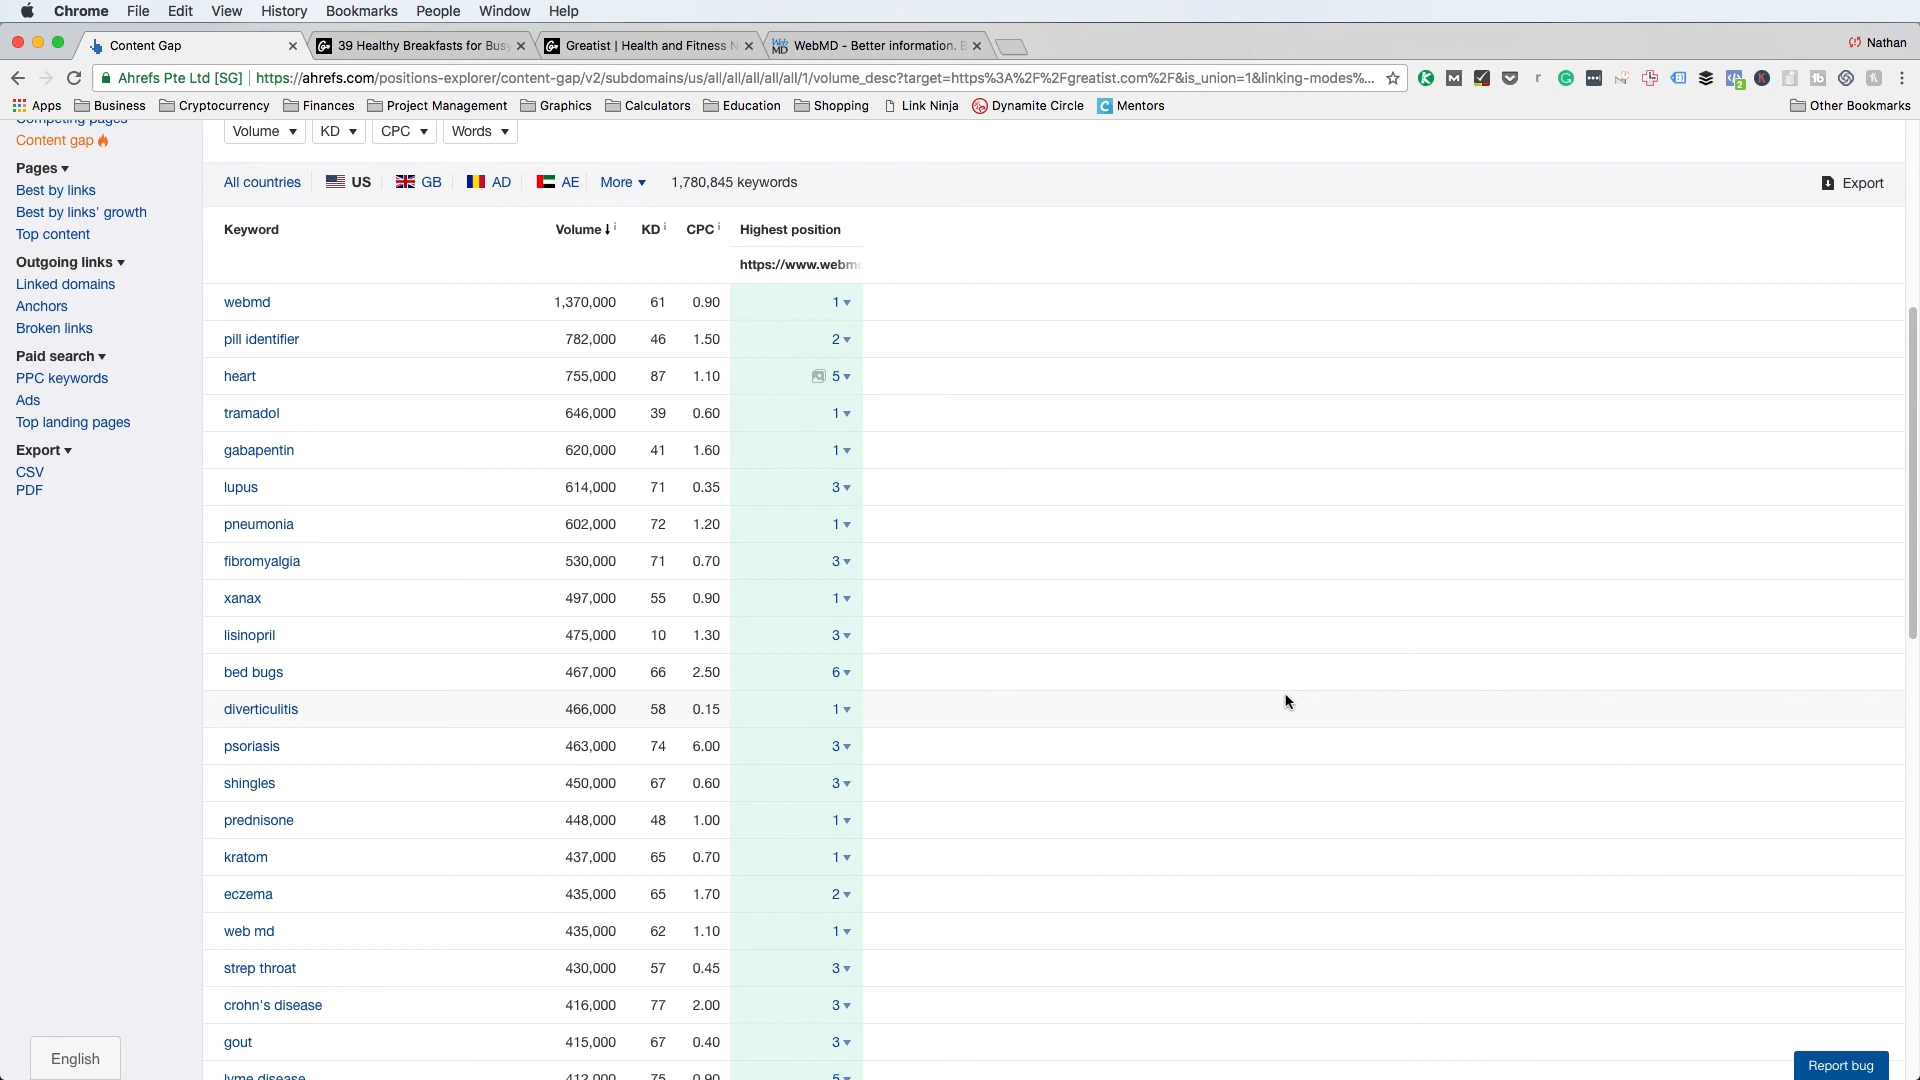 Chrome File Edit View History Bookmarks People Window Help
Content Gap
39 Healthy Breakfasts for Busy
Greatist | Health and Fitness N
WebMD - Better information. B
Nathan
Ahrefs Pte Ltd [SG] https://ahrefs.com/positions-explorer/content-gap/v2/subdomains/us/all/all/all/all/all/1/volume_desc?target=https%3A%2F%2Fgreatist.com%2F&is_union=1&linking-modes%...
Apps Business Cryptocurrency Finances Project Management Graphics Calculators Education Shopping Link Ninja Dynamite Circle Mentors Other Bookmarks
Competing pages
Content gap
Pages
Best by links
Best by links' growth
Top content
Outgoing links
Linked domains
Anchors
Broken links
Paid search
PPC keywords
Ads
Top landing pages
Export
CSV
PDF
English
Volume KD CPC Words
All countries US GB AD AE More 1,780,845 keywords Export
Keyword Volume KD CPC Highest position
https://www.webm
webmd 1,370,000 61 0.90 1
pill identifier 782,000 46 1.50 2
heart 755,000 87 1.10 5
tramadol 646,000 39 0.60 1
gabapentin 620,000 41 1.60 1
lupus 614,000 71 0.35 3
pneumonia 602,000 72 1.20 1
fibromyalgia 530,000 71 0.70 3
xanax 497,000 55 0.90 1
lisinopril 475,000 10 1.30 3
bed bugs 467,000 66 2.50 6
diverticulitis 466,000 58 0.15 1
psoriasis 463,000 74 6.00 3
shingles 450,000 67 0.60 3
prednisone 448,000 48 1.00 1
kratom 437,000 65 0.70 1
eczema 435,000 65 1.70 2
web md 435,000 62 1.10 1
strep throat 430,000 57 0.45 3
crohn's disease 416,000 77 2.00 3
gout 415,000 67 0.40 3
lyme disease 412,000 75 0.90 5
Report bug